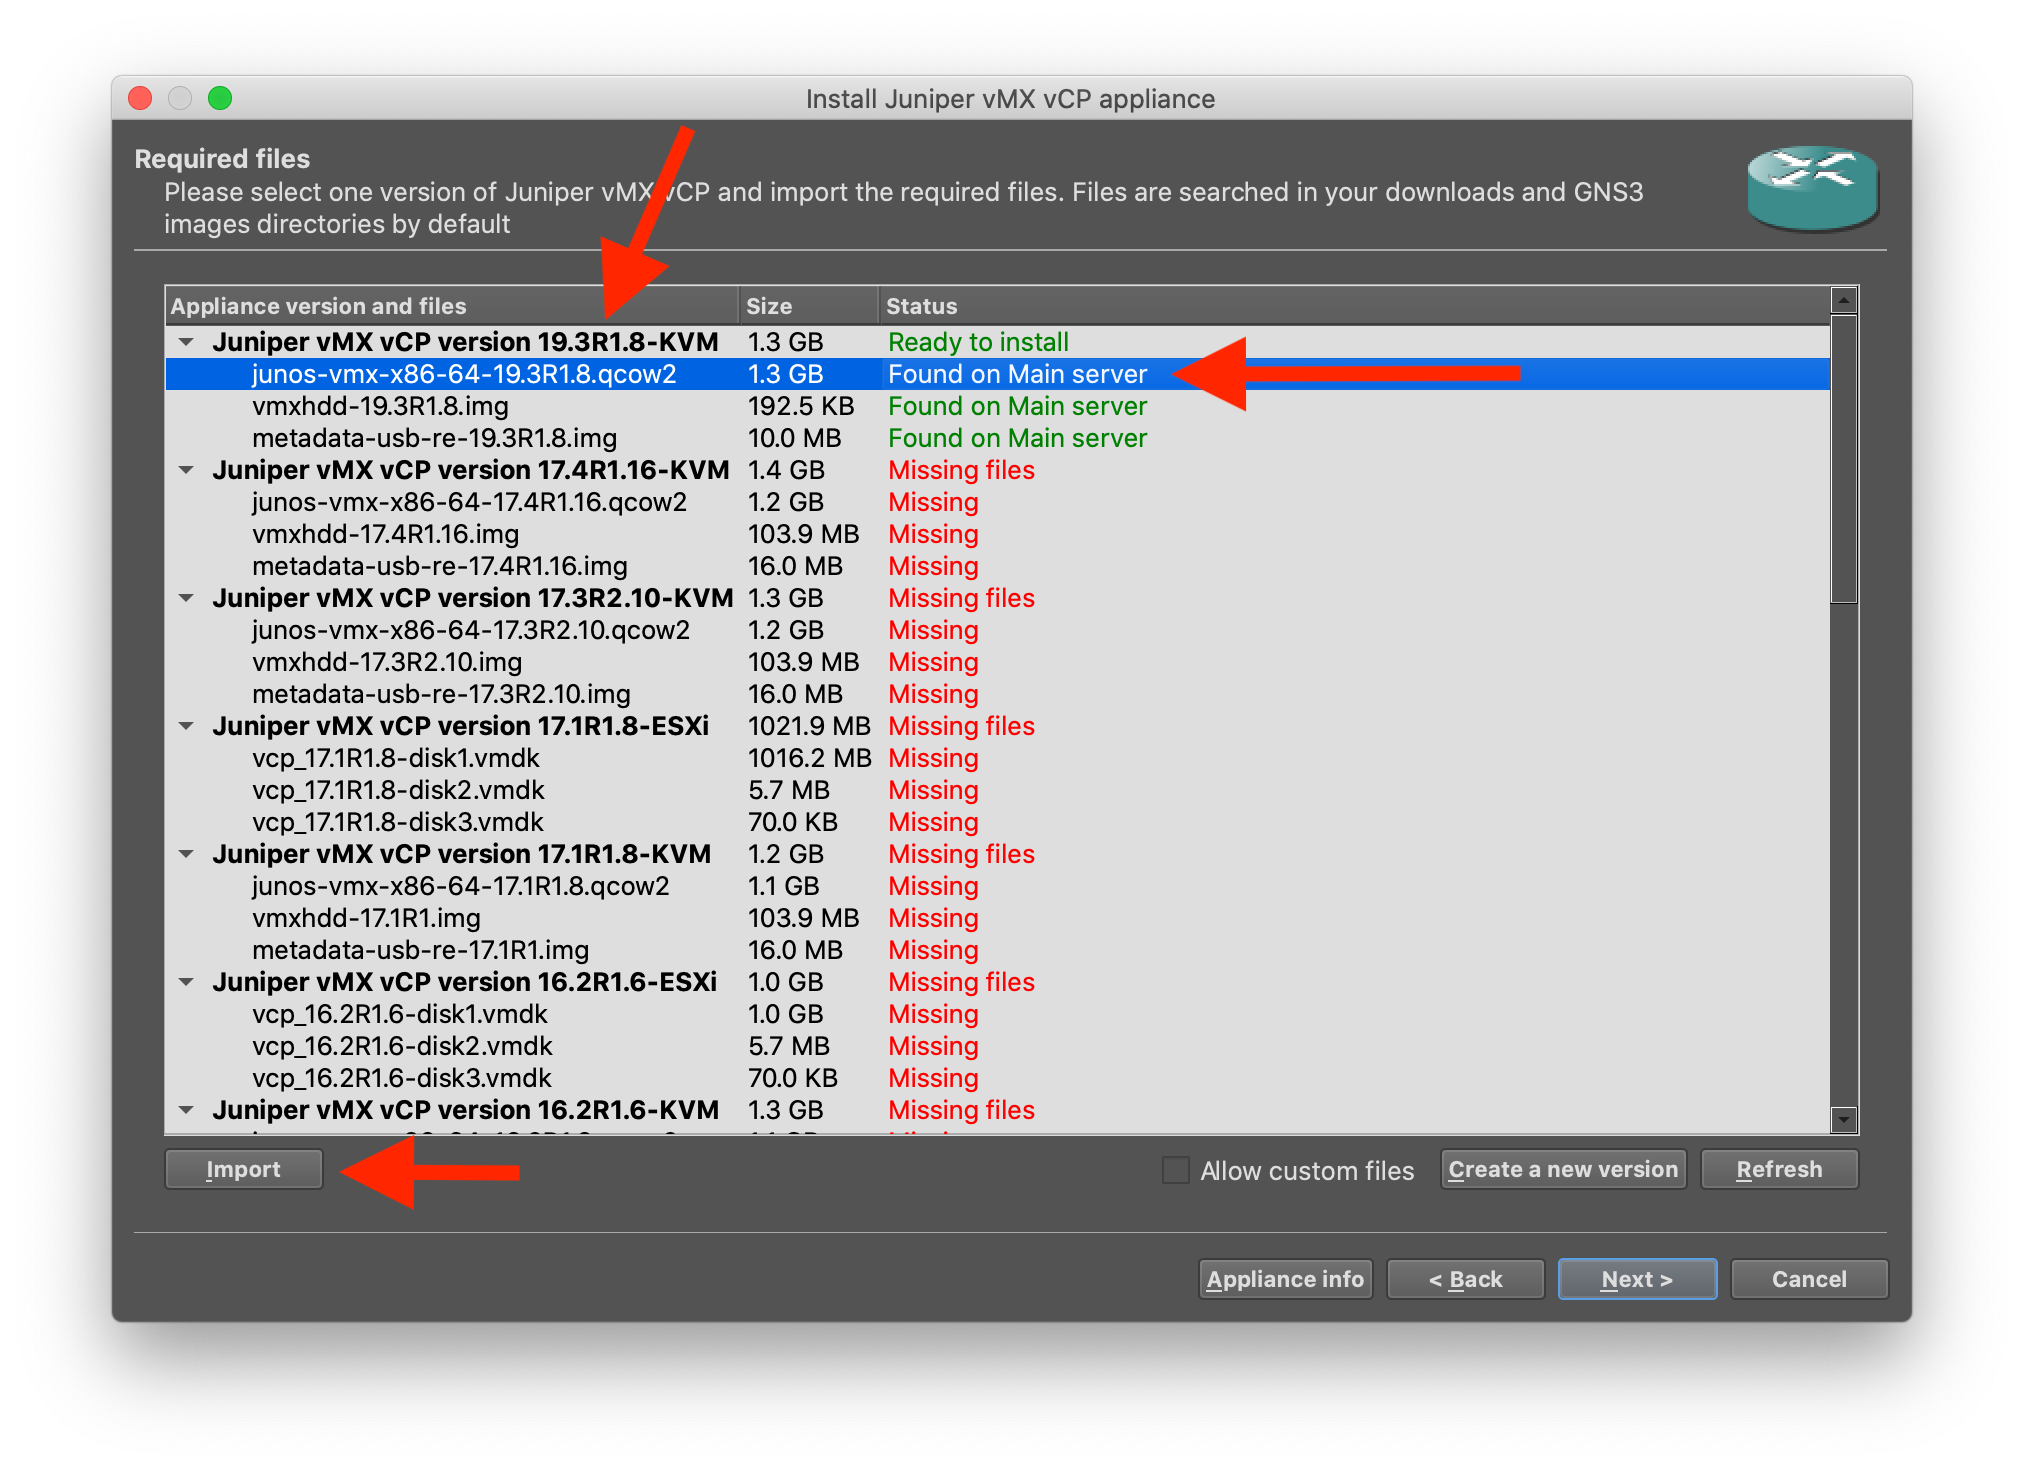 Install Juniper vMX vCP appliance
Required files
Please select one version of Juniper vMX vCP and import the required files. Files are searched in your downloads and GNS3
images directories by default
Appliance version and files Size Status
Juniper vMX vCP version 19.3R1.8-KVM 1.3 GB Ready to install
junos-vmx-x86-64-19.3R1.8.qcow2 1.3 GB Found on Main server
vmxhdd-19.3R1.8.img 192.5 KB Found on Main server
metadata-usb-re-19.3R1.8.img 10.0 MB Found on Main server
Juniper vMX vCP version 17.4R1.16-KVM 1.4 GB Missing files
junos-vmx-x86-64-17.4R1.16.qcow2 1.2 GB Missing
vmxhdd-17.4R1.16.img 103.9 MB Missing
metadata-usb-re-17.4R1.16.img 16.0 MB Missing
Juniper vMX vCP version 17.3R2.10-KVM 1.3 GB Missing files
junos-vmx-x86-64-17.3R2.10.qcow2 1.2 GB Missing
vmxhdd-17.3R2.10.img 103.9 MB Missing
metadata-usb-re-17.3R2.10.img 16.0 MB Missing
Juniper vMX vCP version 17.1R1.8-ESXi 1021.9 MB Missing files
vcp_17.1R1.8-disk1.vmdk 1016.2 MB Missing
vcp_17.1R1.8-disk2.vmdk 5.7 MB Missing
vcp_17.1R1.8-disk3.vmdk 70.0 KB Missing
Juniper vMX vCP version 17.1R1.8-KVM 1.2 GB Missing files
junos-vmx-x86-64-17.1R1.8.qcow2 1.1 GB Missing
vmxhdd-17.1R1.img 103.9 MB Missing
metadata-usb-re-17.1R1.img 16.0 MB Missing
Juniper vMX vCP version 16.2R1.6-ESXi 1.0 GB Missing files
vcp_16.2R1.6-disk1.vmdk 1.0 GB Missing
vcp_16.2R1.6-disk2.vmdk 5.7 MB Missing
vcp_16.2R1.6-disk3.vmdk 70.0 KB Missing
Juniper vMX vCP version 16.2R1.6-KVM 1.3 GB Missing files
Import Allow custom files Create a new version Refresh
Appliance info < Back Next > Cancel